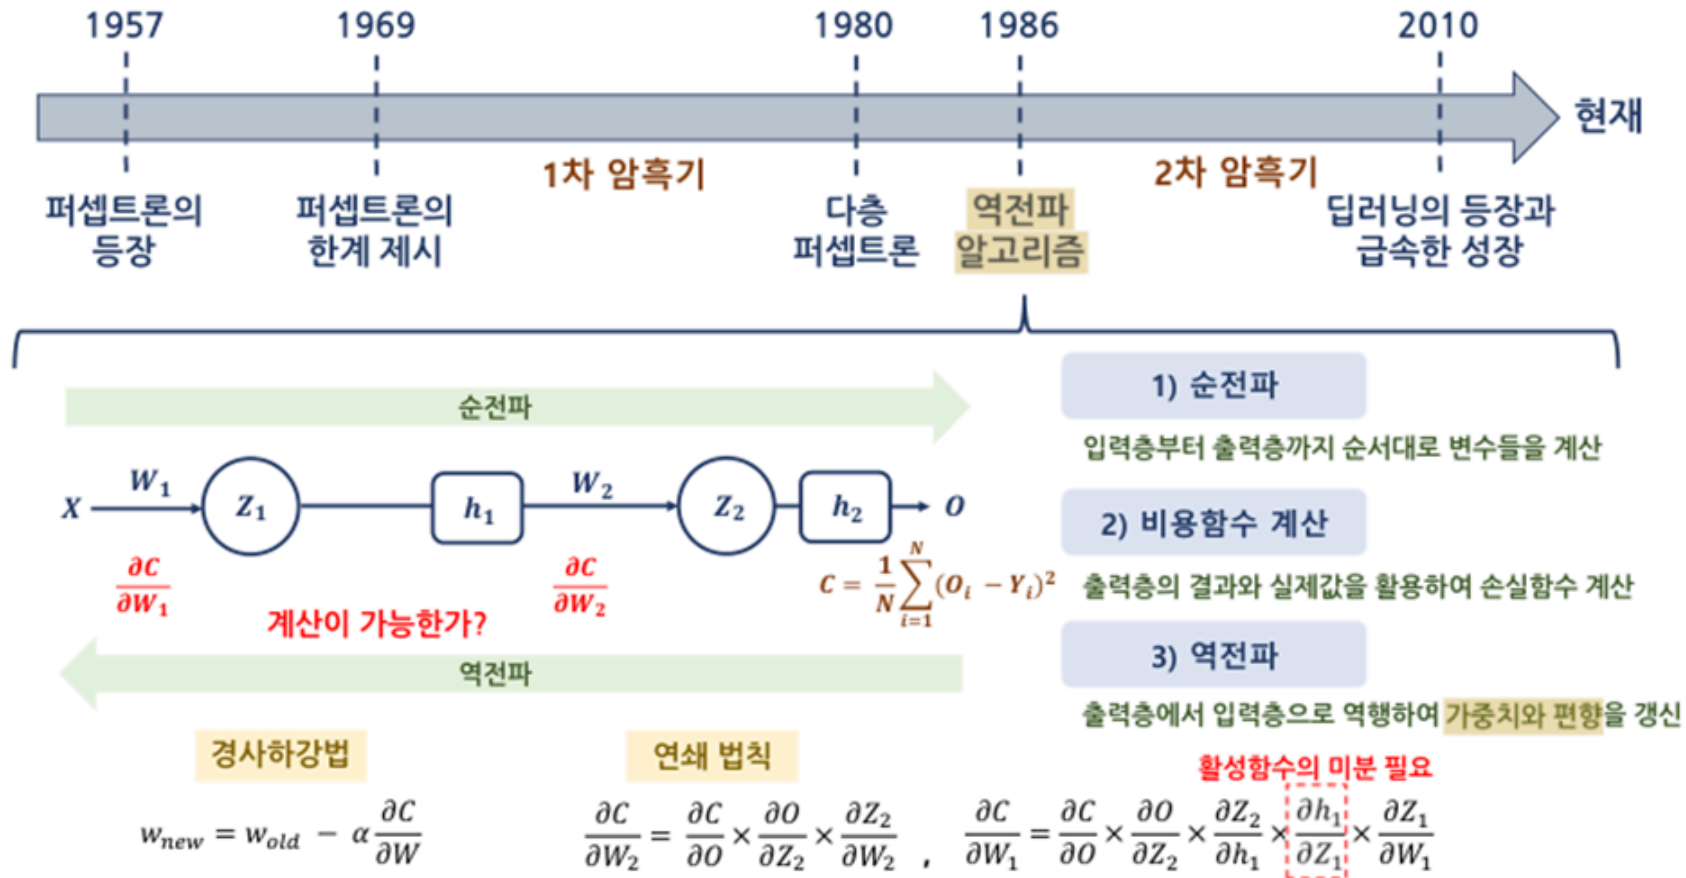 1957
1969
1980
1986
2010
현재
1차 암흑기
2차 암흑기
퍼셉트론의
등장
퍼셉트론의
한계 제시
다층
퍼셉트론
역전파
알고리즘
딥러닝의 등장과
급속한 성장
순전파
X
W₁
Z₁
h₁
W₂
Z₂
h₂
O
∂C/∂W₁
∂C/∂W₂
C = 1/N ∑_{i=1}^{N} (O_i − Y_i)²
계산이 가능한가?
역전파
1) 순전파
입력층부터 출력층까지 순서대로 변수들을 계산
2) 비용함수 계산
출력층의 결과와 실제값을 활용하여 손실함수 계산
3) 역전파
출력층에서 입력층으로 역행하여 가중치와 편향을 갱신
경사하강법
w_new = w_old − α ∂C/∂W
연쇄 법칙
활성함수의 미분 필요
∂C/∂W₂ = ∂C/∂O × ∂O/∂Z₂ × ∂Z₂/∂W₂ , ∂C/∂W₁ = ∂C/∂O × ∂O/∂Z₂ × ∂Z₂/∂h₁ × ∂h₁/∂Z₁ × ∂Z₁/∂W₁